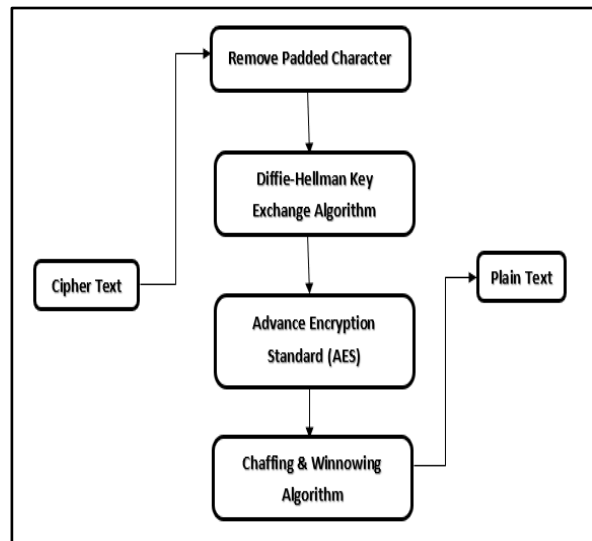 Remove Padded Character
Diffie-Hellman Key
Exchange Algorithm
Cipher Text
Plain Text
Advance Encryption
Standard (AES)
Chaffing & Winnowing
Algorithm